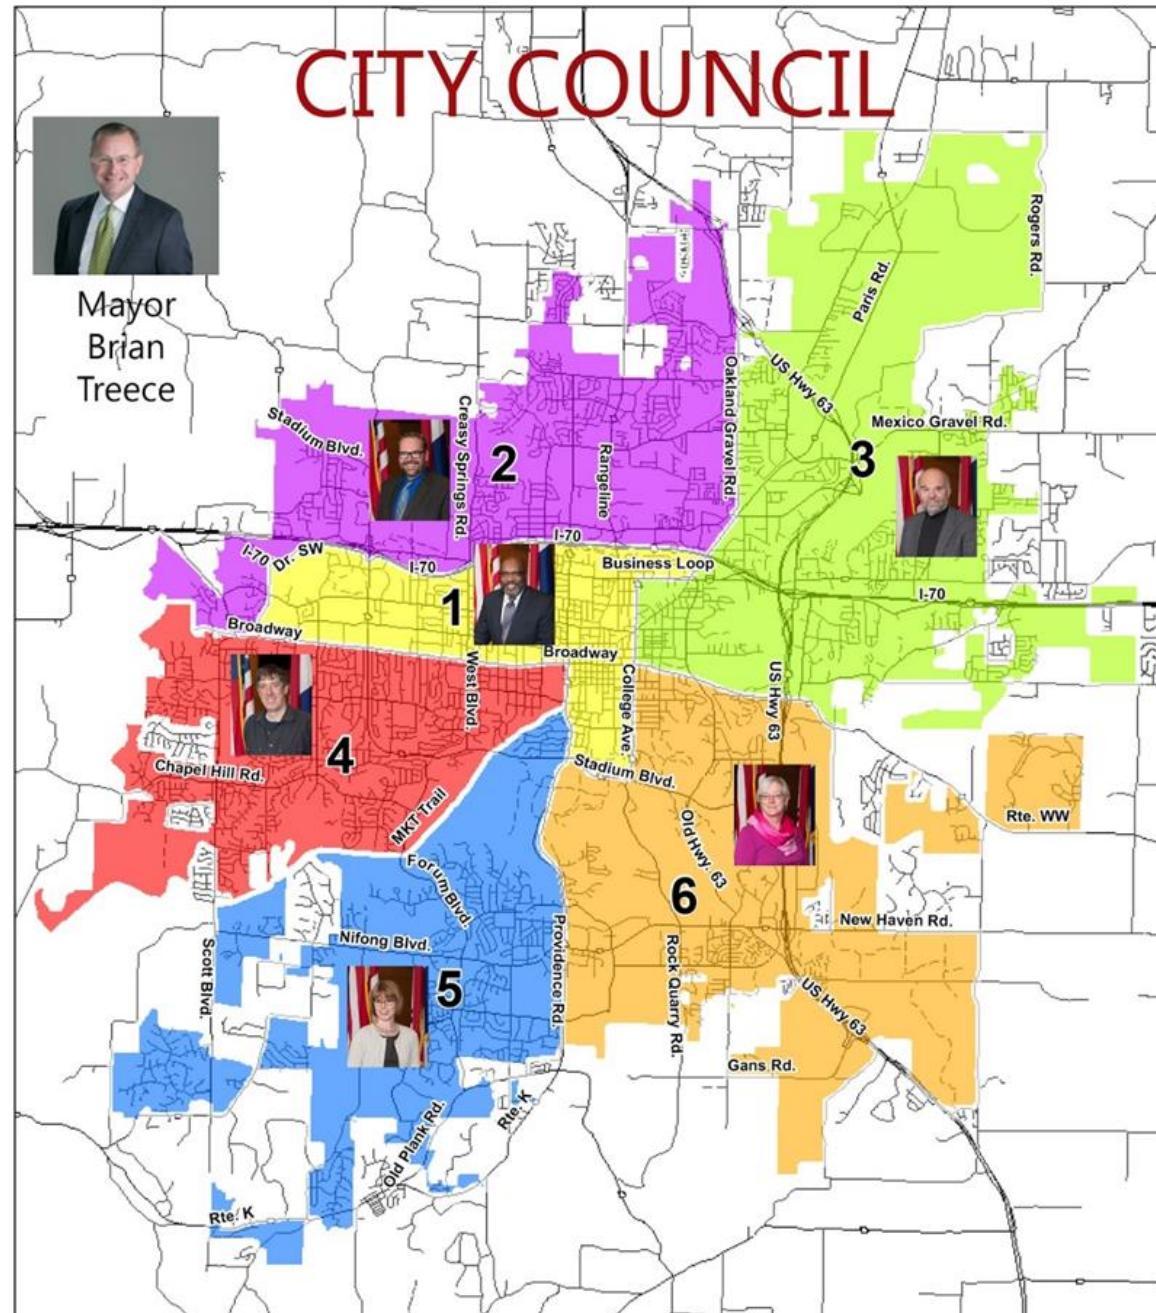 CITY COUNCIL
Mayor
Brian
Treece
Rogers Rd.
Paris Rd.
US Hwy 63
Oakland Gravel Rd.
Creasy Springs Rd.
Stadium Blvd.
Mexico Gravel Rd.
2
Rangeline
3
I-70
I-70 Dr. SW
I-70
Business Loop
I-70
1
Broadway
Broadway
West Blvd.
College Ave.
US Hwy 63
4
Chapel Hill Rd.
Stadium Blvd.
MKT Trail
Old Hwy. 63
Rte. WW
Forum Blvd.
6
New Haven Rd.
Nifong Blvd.
Providence Rd.
Scott Blvd.
5
Rock Quarry Rd.
US Hwy 63
Gans Rd.
Old Plank Rd.
Rte. K
Rte. K